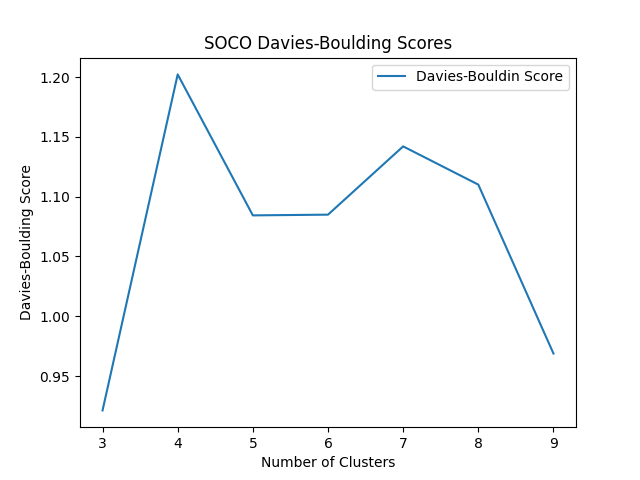 SOCO Davies-Boulding Scores
Davies-Bouldin Score
Davies-Boulding Score
1.20
1.15
1.10
1.05
1.00
0.95
3 4 5 6 7 8 9
Number of Clusters